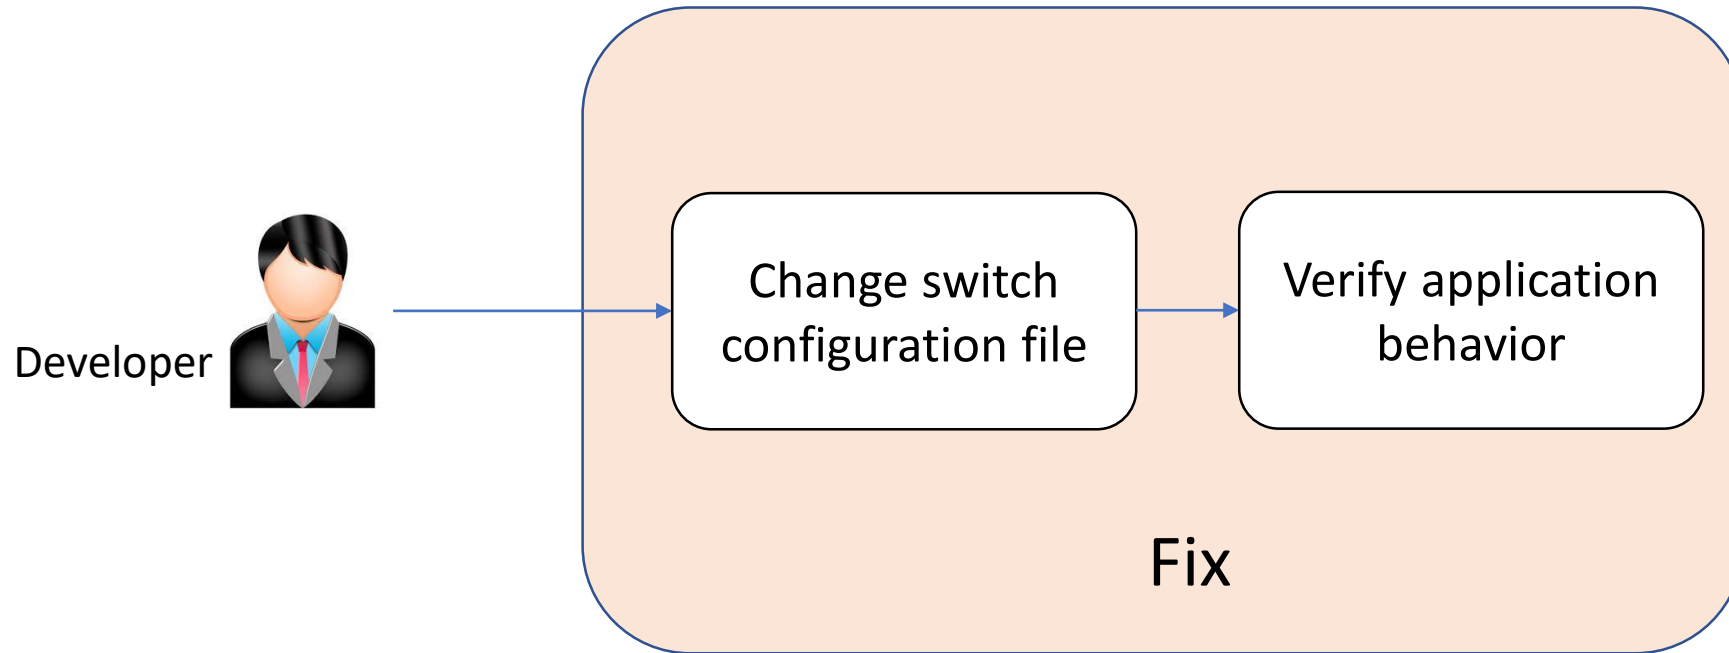 Developer
Change switch
configuration file
Verify application
behavior
Fix